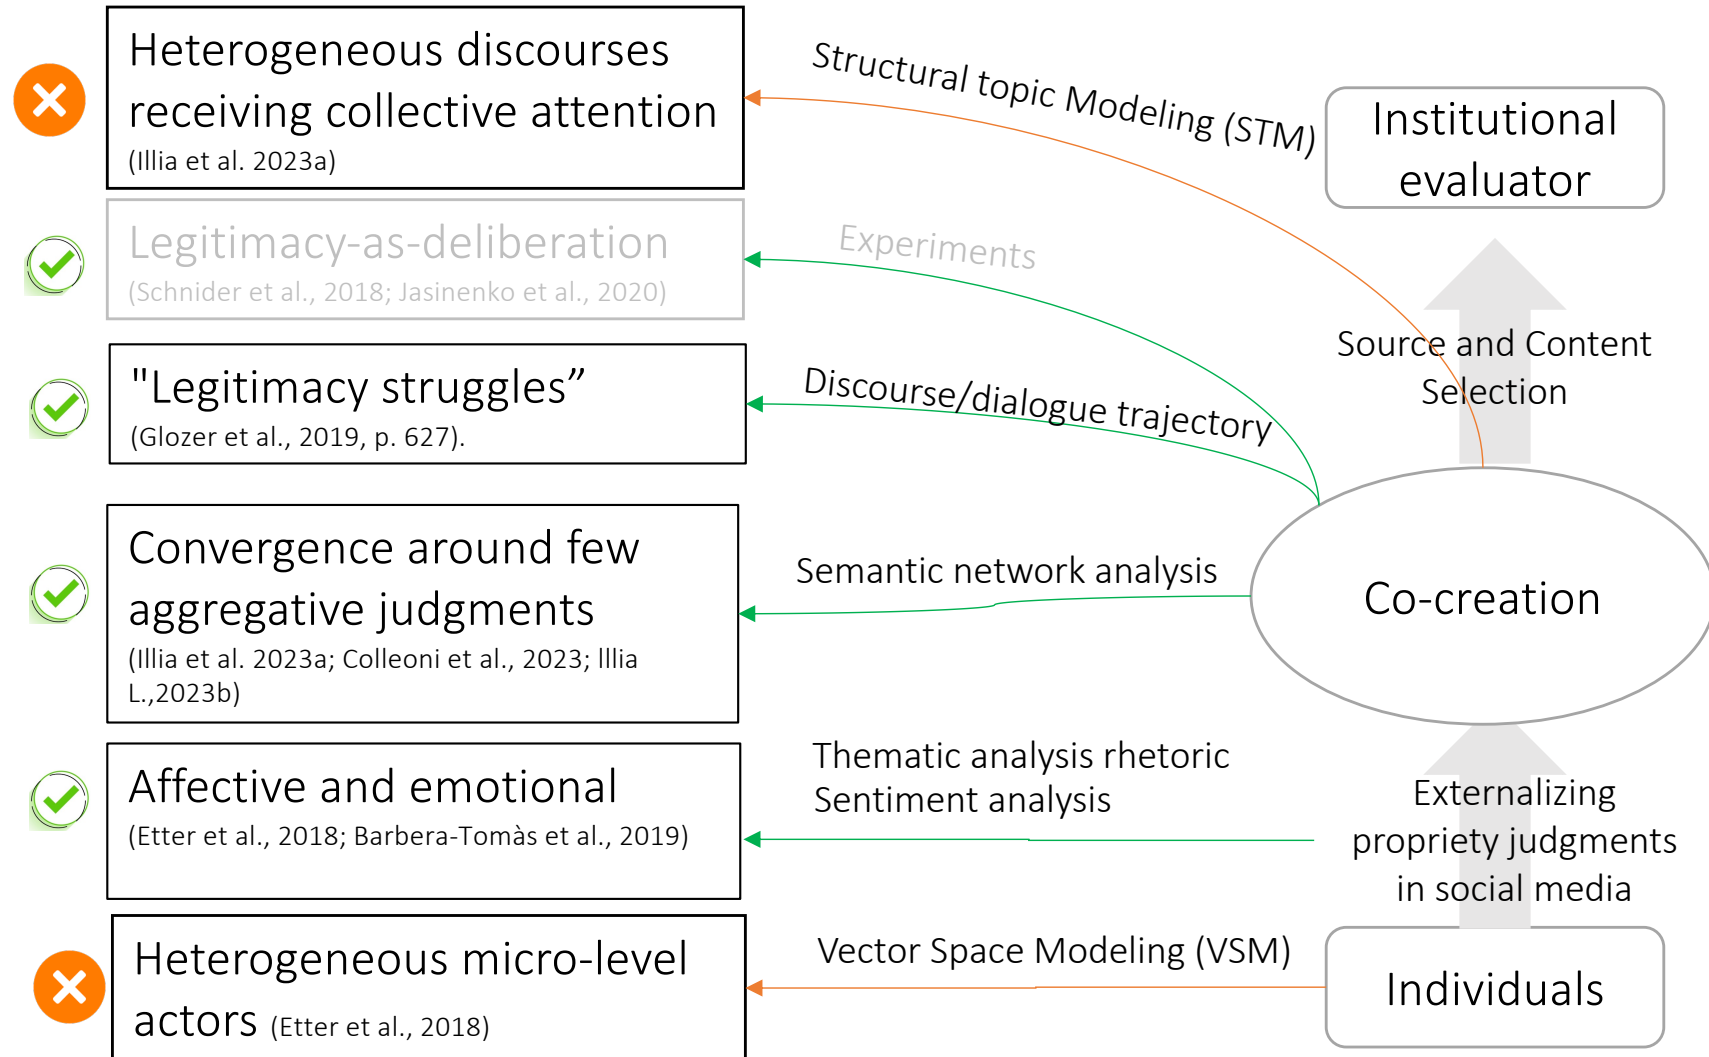 Heterogeneous discourses
receiving collective attention
(Illia et al. 2023a)
Structural topic Modeling (STM)
Institutional
evaluator
Legitimacy-as-deliberation
(Schnider et al., 2018; Jasinenko et al., 2020)
Experiments
Source and Content
Selection
"Legitimacy struggles”
(Glozer et al., 2019, p. 627).
Discourse/dialogue trajectory
Convergence around few
aggregative judgments
(Illia et al. 2023a; Colleoni et al., 2023; lllia
L.,2023b)
Semantic network analysis
Co-creation
Affective and emotional
(Etter et al., 2018; Barbera-Tomàs et al., 2019)
Thematic analysis rhetoric
Sentiment analysis
Externalizing
propriety judgments
in social media
Heterogeneous micro-level
actors (Etter et al., 2018)
Vector Space Modeling (VSM)
Individuals